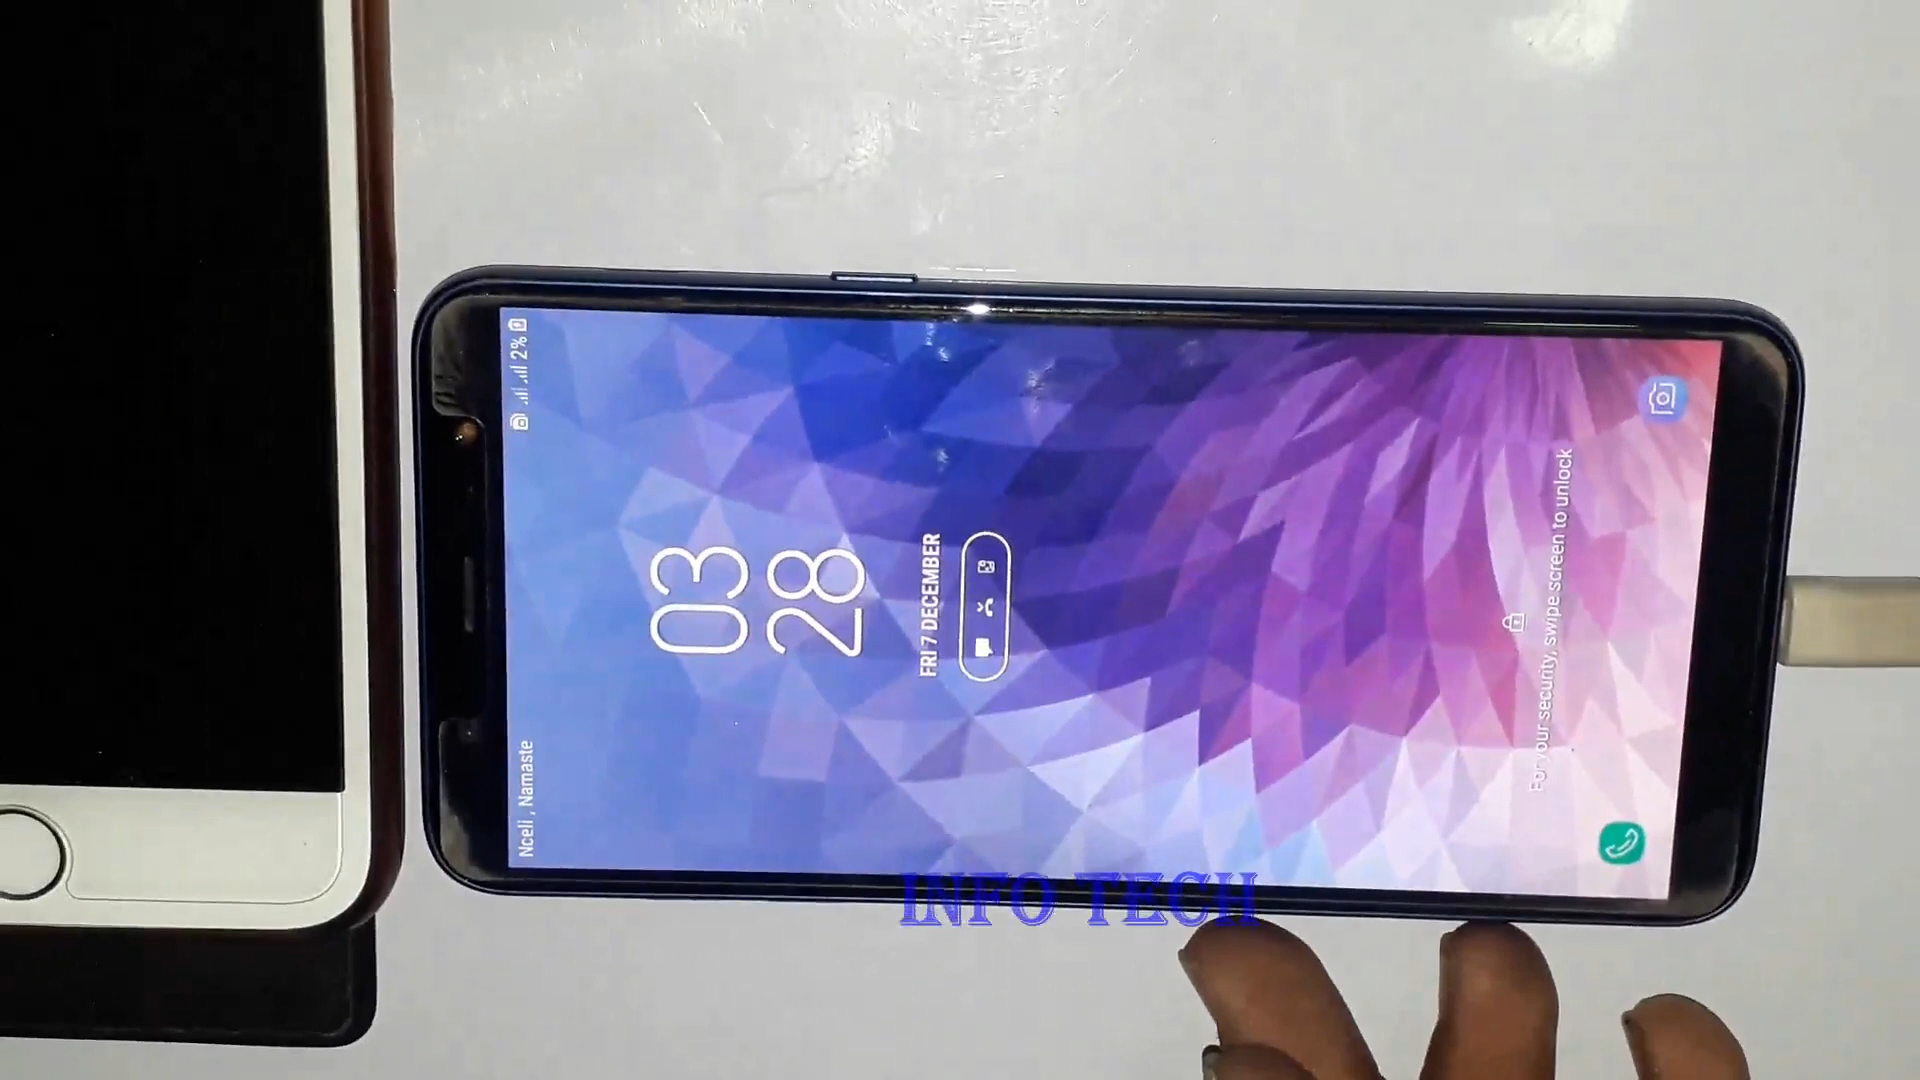 Ncell , Namaste
2%
03
28
FRI 7 DECEMBER
For your security, swipe screen to unlock
INFO TECH